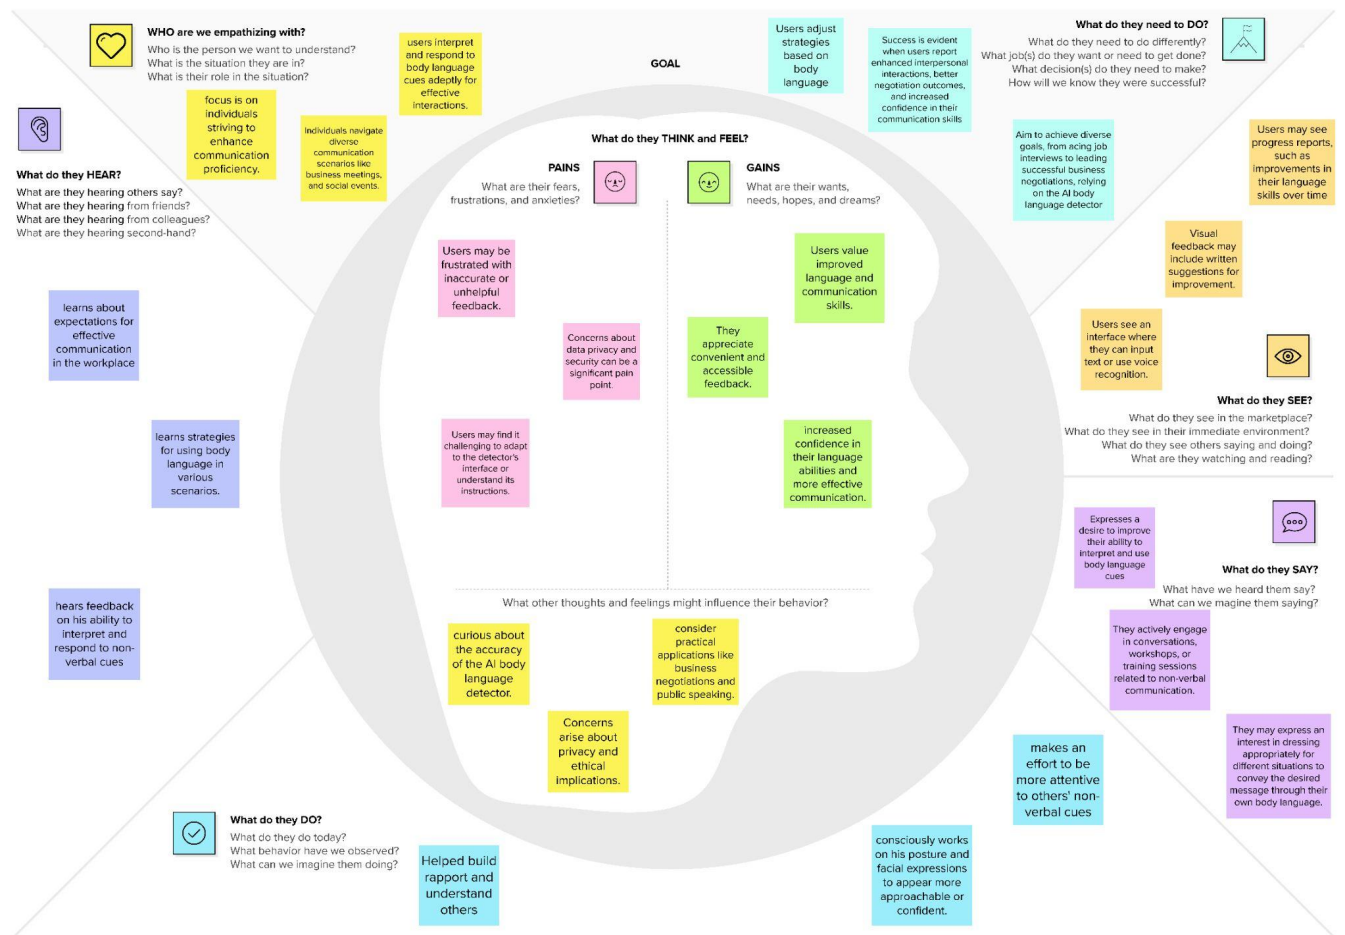 WHO are we empathizing with?
Who is the person we want to understand?
What is the situation they are in?
What is their role in the situation?
focus is on
individuals
striving to
enhance
communication
proficiency.
Individuals navigate
diverse
communication
scenarios like
business meetings,
and social events.
users interpret
and respond to
body language
cues adeptly for
effective
interactions.
GOAL
Users adjust
strategies
based on
body
language
Success is evident
when users report
enhanced interpersonal
interactions, better
negotiation outcomes,
and increased
confidence in their
communication skills
What do they need to DO?
What do they need to do differently?
What job(s) do they want or need to get done?
What decision(s) do they need to make?
How will we know they were successful?
Aim to achieve diverse
goals, from acing job
interviews to leading
successful business
negotiations, relying
on the AI body
language detector
What do they HEAR?
What are they hearing others say?
What are they hearing from friends?
What are they hearing from colleagues?
What are they hearing second-hand?
learns about
expectations for
effective
communication
in the workplace
learns strategies
for using body
language in
various
scenarios.
hears feedback
on his ability to
interpret and
respond to non-
verbal cues
What do they THINK and FEEL?
PAINS
What are their fears,
frustrations, and anxieties?
Users may be
frustrated with
inaccurate or
unhelpful
feedback.
Concerns about
data privacy and
security can be a
significant pain
point.
Users may find it
challenging to adapt
to the detector's
interface or
understand its
instructions.
GAINS
What are their wants,
needs, hopes, and dreams?
Users value
improved
language and
communication
skills.
They
appreciate
convenient and
accessible
feedback.
increased
confidence in
their language
abilities and
more effective
communication.
What other thoughts and feelings might influence their behavior?
curious about
the accuracy
of the AI body
language
detector.
consider
practical
applications like
business
negotiations and
public speaking.
Concerns
arise about
privacy and
ethical
implications.
Users may see
progress reports,
such as
improvements in
their language
skills over time
Visual
feedback may
include written
suggestions for
improvement.
Users see an
interface where
they can input
text or use voice
recognition.
What do they SEE?
What do they see in the marketplace?
What do they see in their immediate environment?
What do they see others saying and doing?
What are they watching and reading?
Expresses a
desire to improve
their ability to
interpret and use
body language
cues
What do they SAY?
What have we heard them say?
What can we magine them saying?
They actively engage
in conversations,
workshops, or
training sessions
related to non-verbal
communication.
They may express an
interest in dressing
appropriately for
different situations to
convey the desired
message through their
own body language.
What do they DO?
What do they do today?
What behavior have we observed?
What can we imagine them doing?
Helped build
rapport and
understand
others
consciously works
on his posture and
facial expressions
to appear more
approachable or
confident.
makes an
effort to be
more attentive
to others' non-
verbal cues